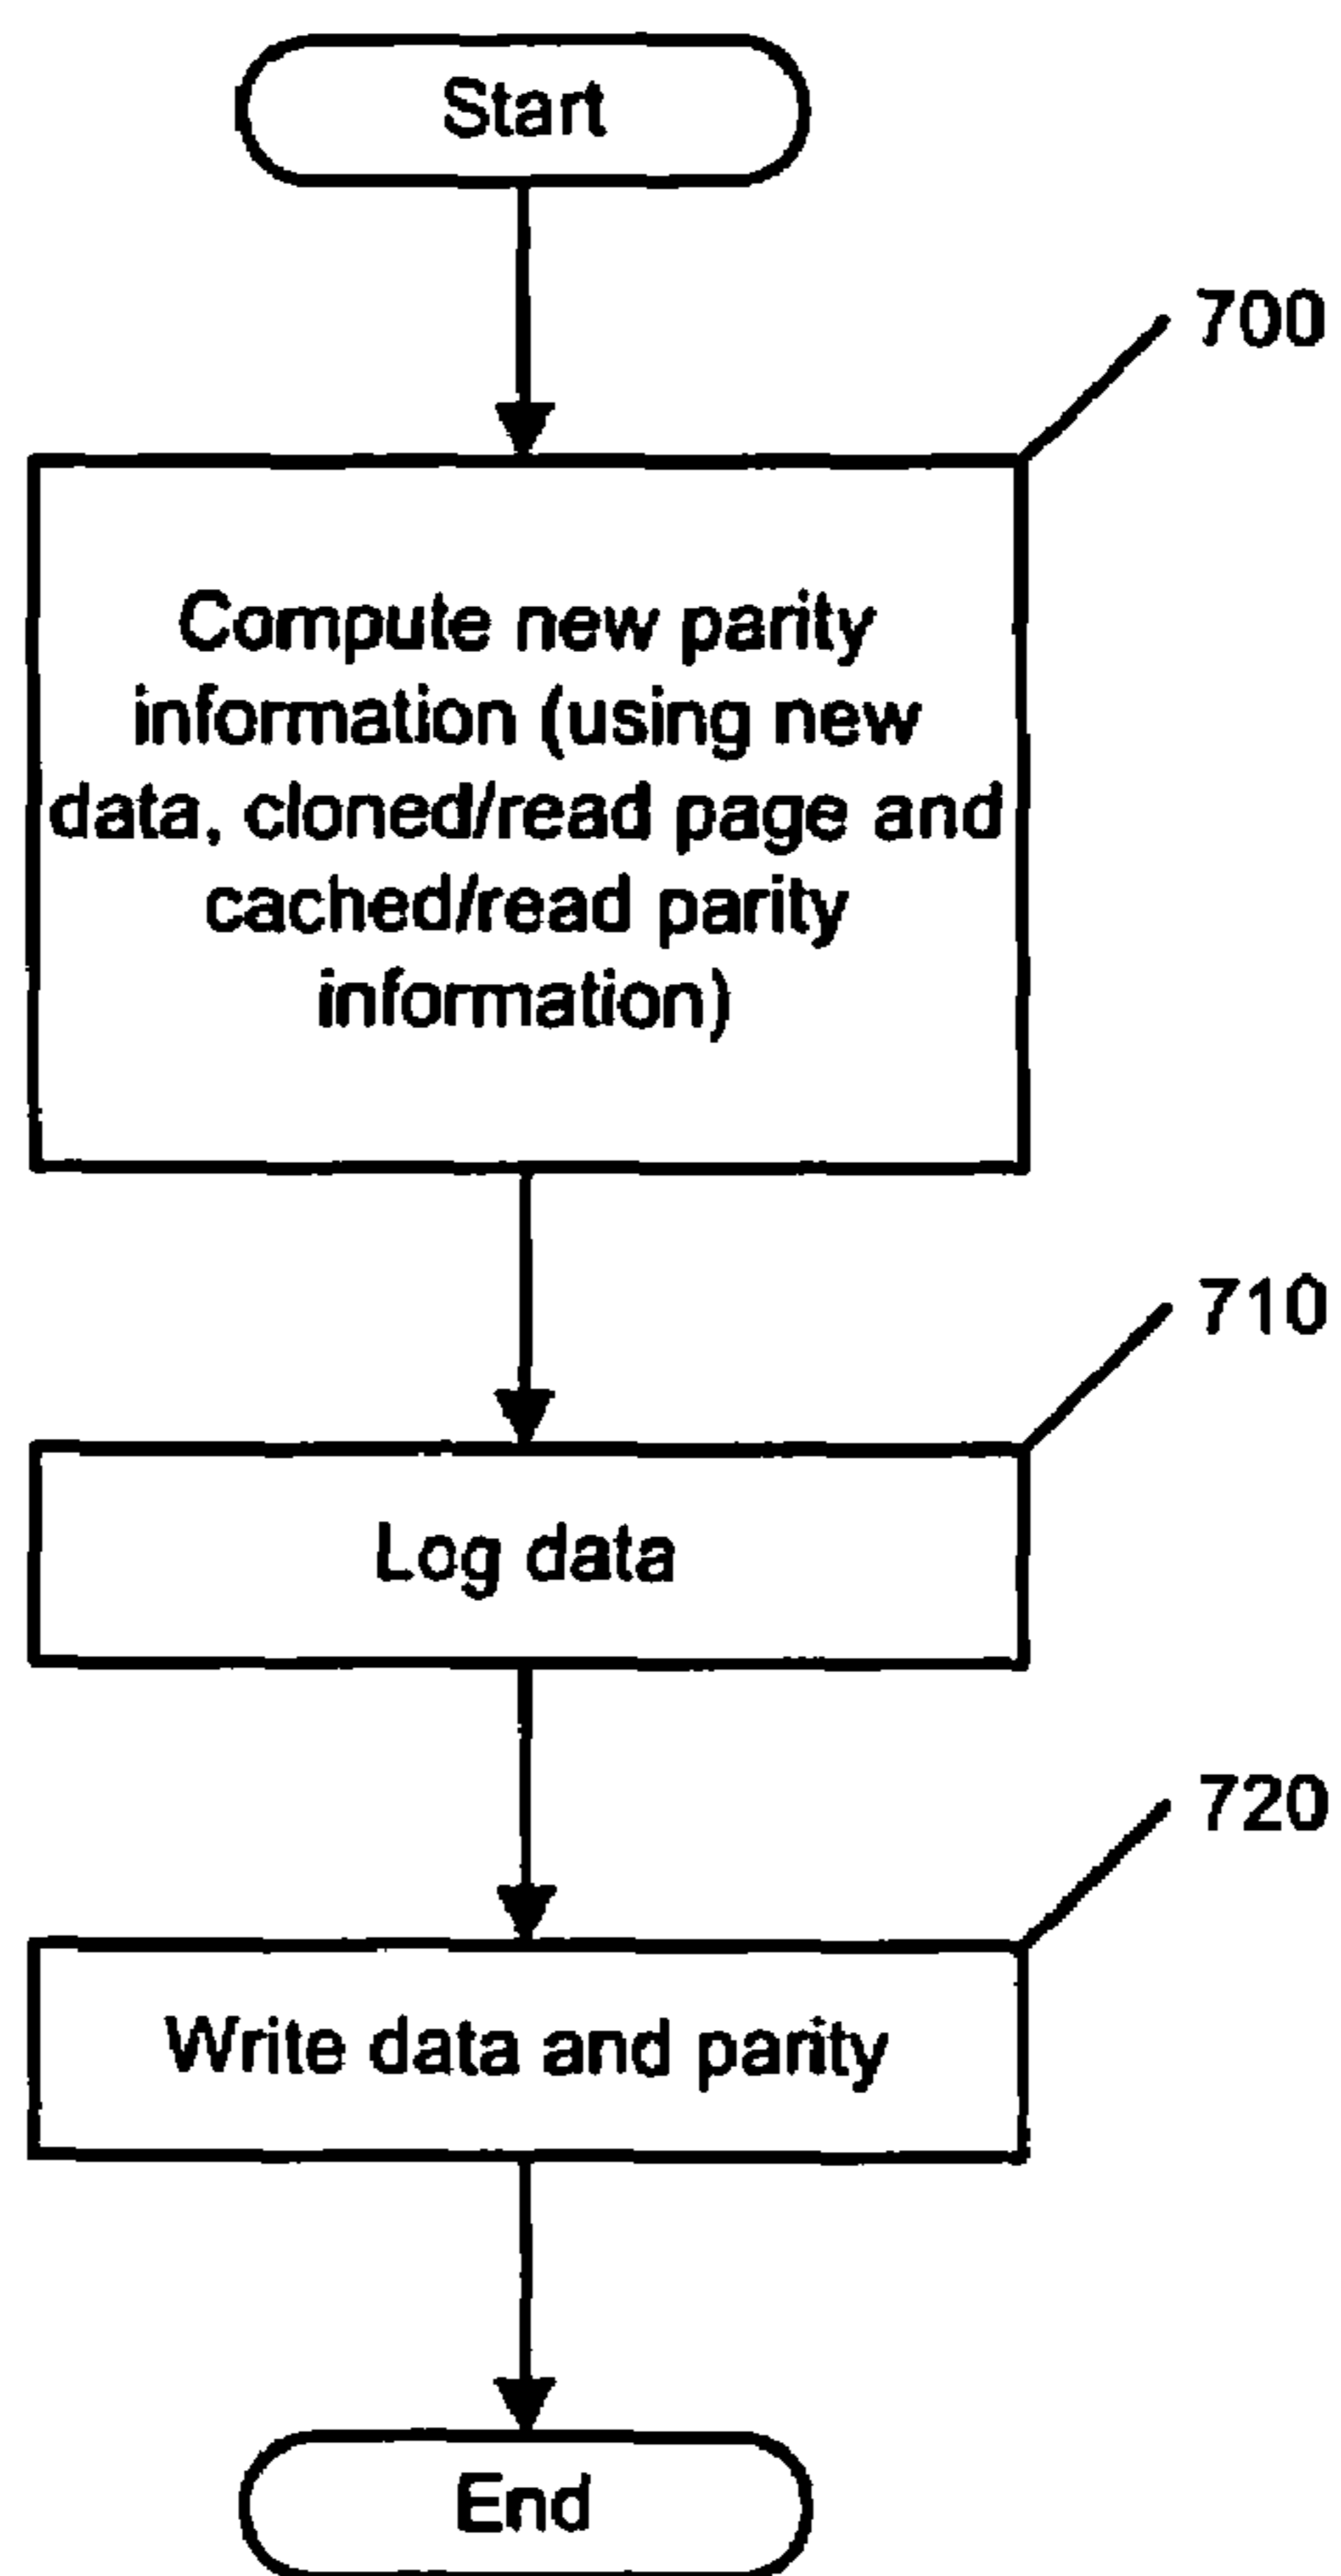 Start
700
Compute new parity
information (using new
data, cloned/read page and
cached/read parity
information)
710
Log data
720
Write data and parity
End